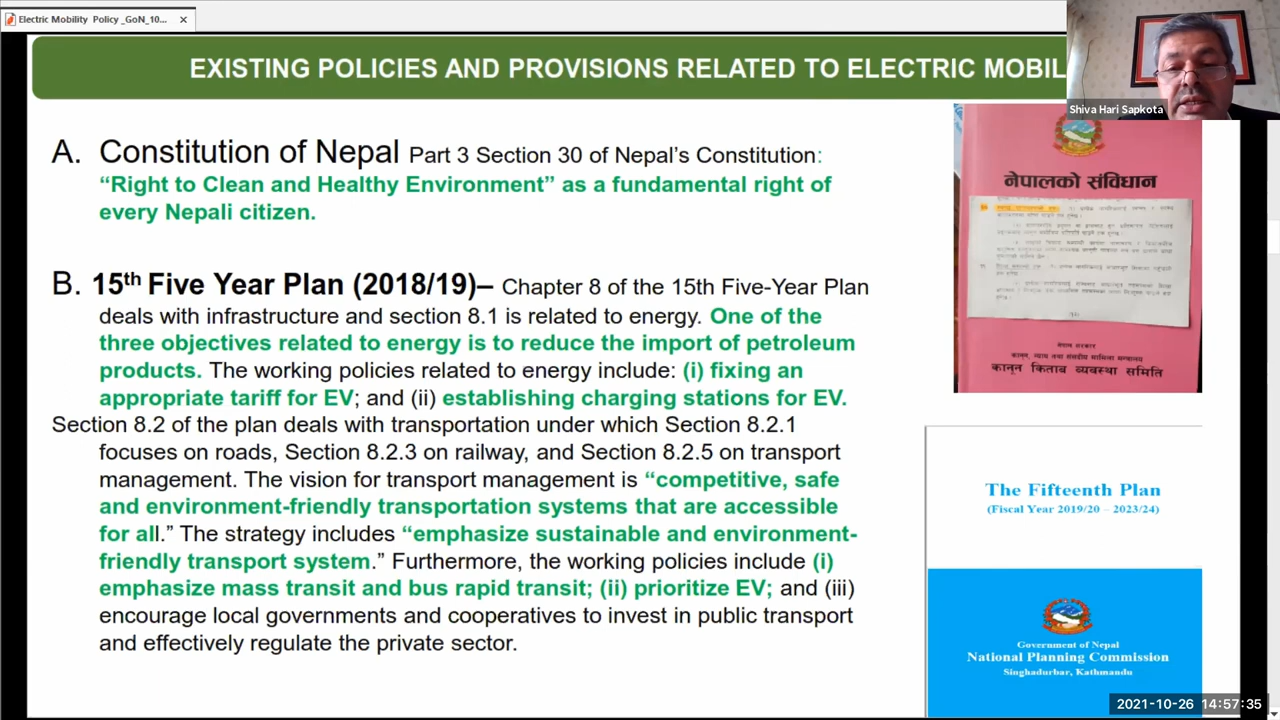 Electric Mobility Policy _GoN_10...
EXISTING POLICIES AND PROVISIONS RELATED TO ELECTRIC MOBIL
Shiva Hari Sapkota
A. Constitution of Nepal Part 3 Section 30 of Nepal's Constitution:
“Right to Clean and Healthy Environment” as a fundamental right of
every Nepali citizen.
B. 15th Five Year Plan (2018/19)– Chapter 8 of the 15th Five-Year Plan
deals with infrastructure and section 8.1 is related to energy. One of the
three objectives related to energy is to reduce the import of petroleum
products. The working policies related to energy include: (i) fixing an
appropriate tariff for EV; and (ii) establishing charging stations for EV.
Section 8.2 of the plan deals with transportation under which Section 8.2.1
focuses on roads, Section 8.2.3 on railway, and Section 8.2.5 on transport
management. The vision for transport management is “competitive, safe
and environment-friendly transportation systems that are accessible
for all.” The strategy includes “emphasize sustainable and environment-
friendly transport system.” Furthermore, the working policies include (i)
emphasize mass transit and bus rapid transit; (ii) prioritize EV; and (iii)
encourage local governments and cooperatives to invest in public transport
and effectively regulate the private sector.
नेपालको संविधान
नेपाल सरकार
कानून, न्याय तथा संसदीय मामिला मन्त्रालय
कानून किताब व्यवस्था समिति
The Fifteenth Plan
(Fiscal Year 2019/20 – 2023/24)
Government of Nepal
National Planning Commission
Singhadurbar, Kathmandu
2021-10-26 14:57:35